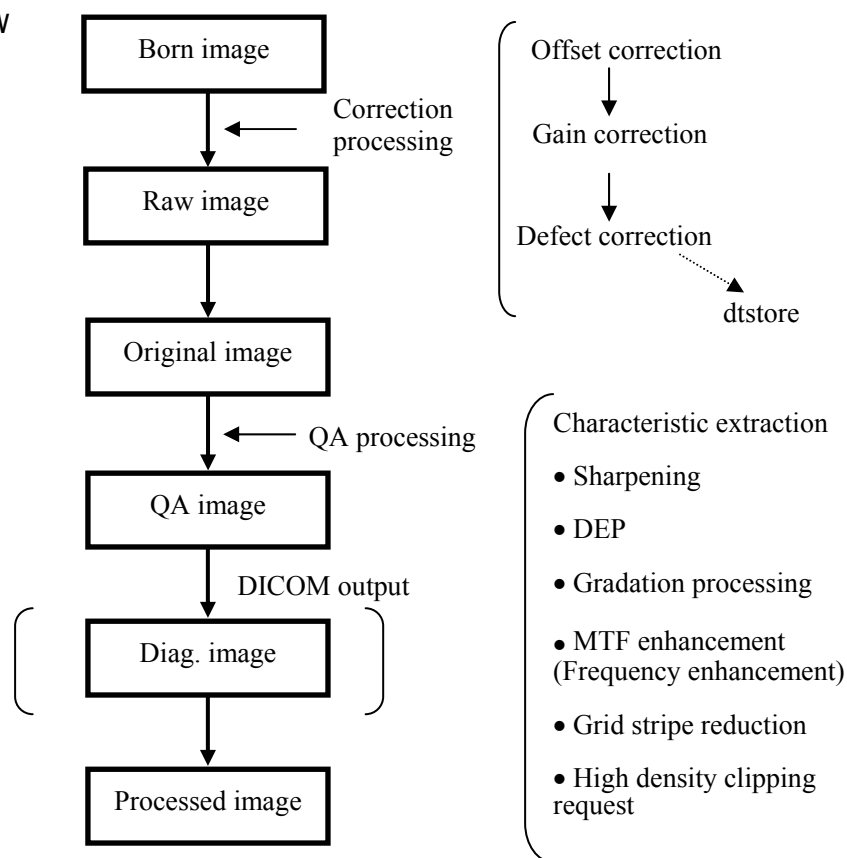 Born image
Correction
processing
Raw image
Original image
QA processing
QA image
DICOM output
Diag. image
Processed image
Offset correction
Gain correction
Defect correction
dtstore
Characteristic extraction
• Sharpening
• DEP
• Gradation processing
• MTF enhancement
(Frequency enhancement)
• Grid stripe reduction
• High density clipping
request